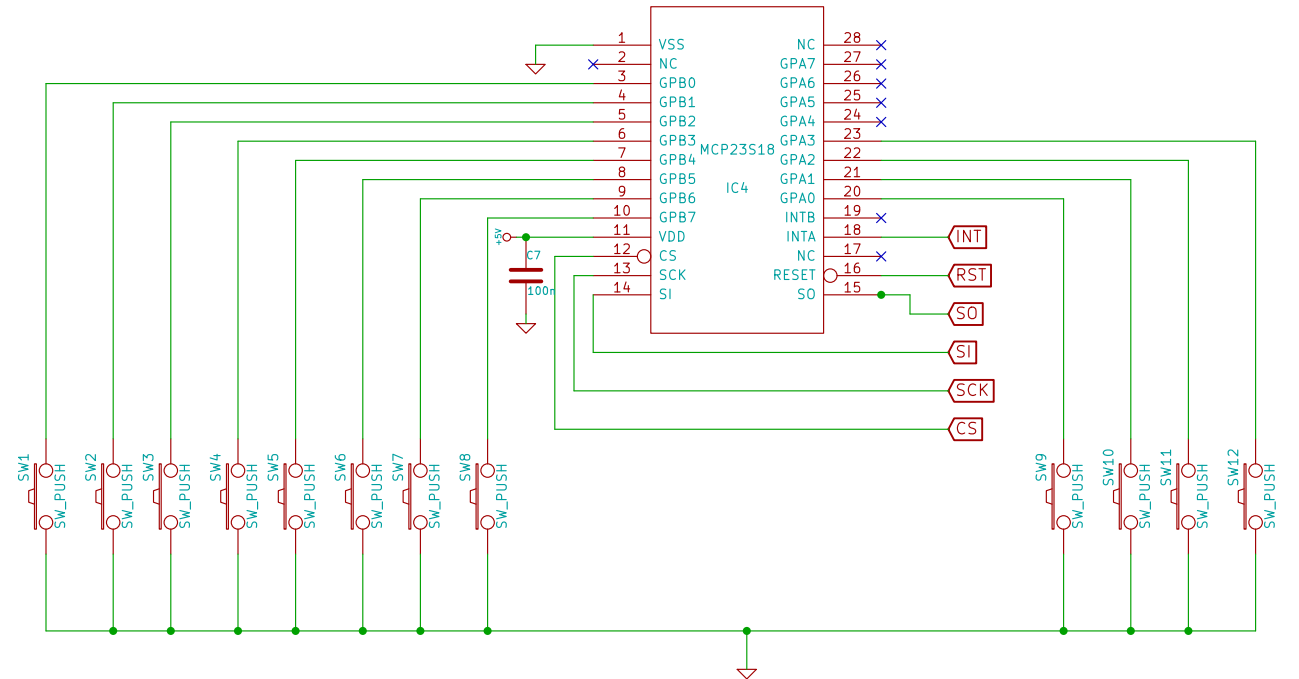 1 VSS
2 NC
3 GPB0
4 GPB1
5 GPB2
6 GPB3
7 GPB4
8 GPB5
9 GPB6
10 GPB7
11 VDD
12 CS
13 SCK
14 SI
MCP23S18
IC4
NC 28
GPA7 27
GPA6 26
GPA5 25
GPA4 24
GPA3 23
GPA2 22
GPA1 21
GPA0 20
INTB 19
INTA 18
NC 17
RESET 16
SO 15
+5V
C7
100n
INT
RST
SO
SI
SCK
CS
SW1
SW_PUSH
SW2
SW_PUSH
SW3
SW_PUSH
SW4
SW_PUSH
SW5
SW_PUSH
SW6
SW_PUSH
SW7
SW_PUSH
SW8
SW_PUSH
SW9
SW_PUSH
SW10
SW_PUSH
SW11
SW_PUSH
SW12
SW_PUSH